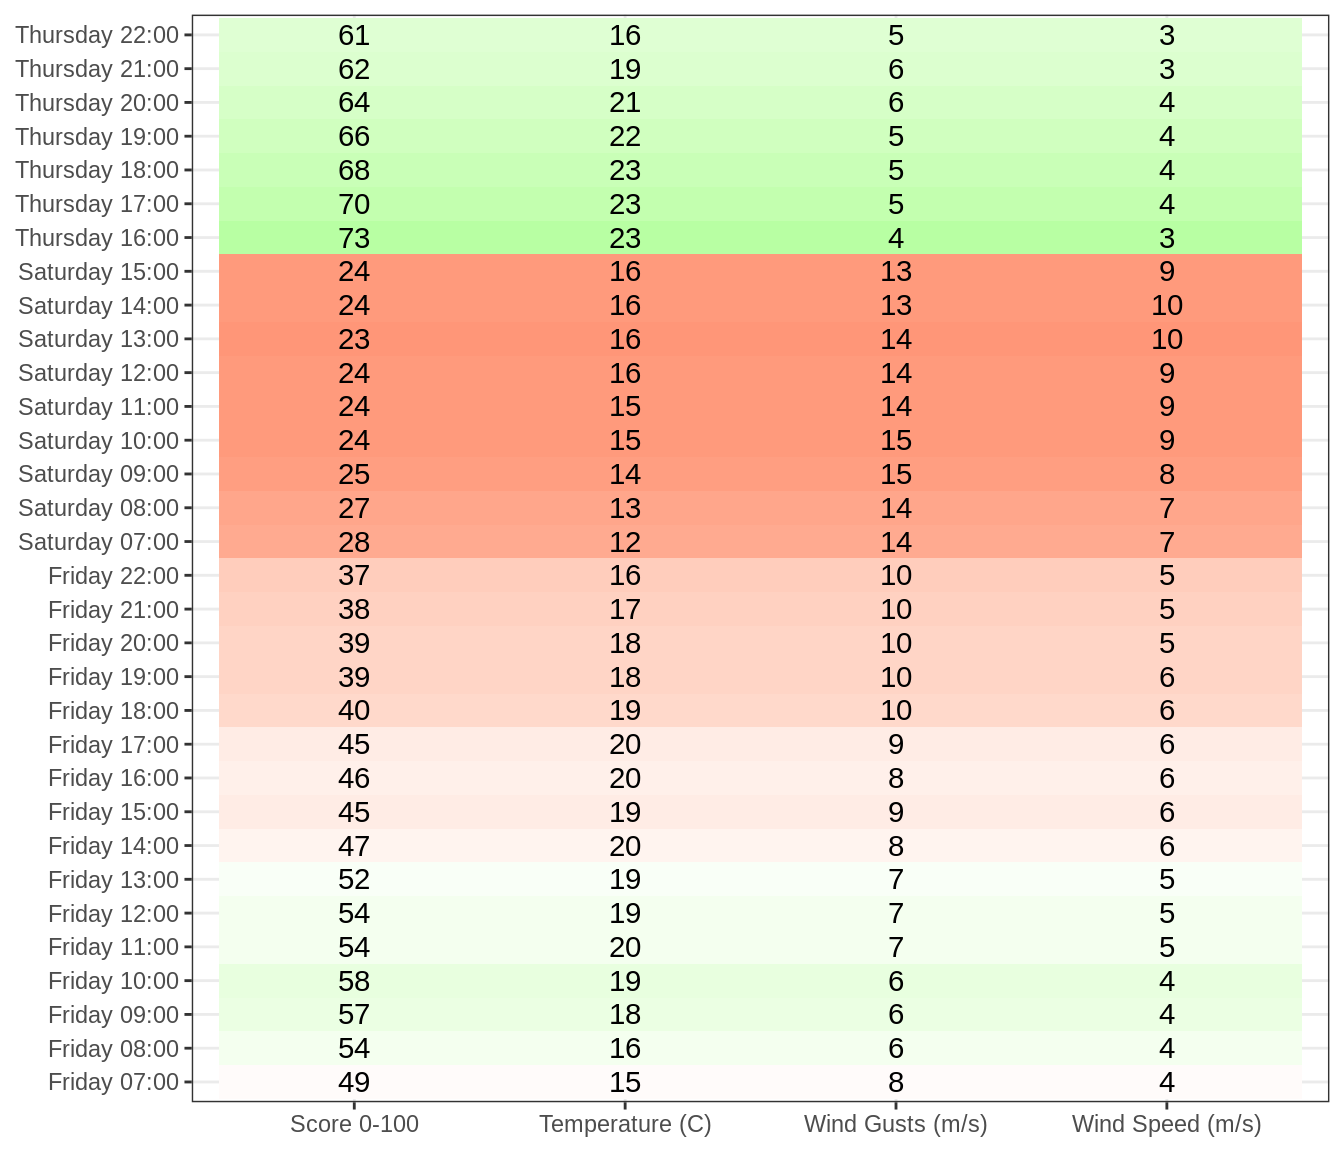 Thursday 22:00 61 16 5 3
Thursday 21:00 62 19 6 3
Thursday 20:00 64 21 6 4
Thursday 19:00 66 22 5 4
Thursday 18:00 68 23 5 4
Thursday 17:00 70 23 5 4
Thursday 16:00 73 23 4 3
Saturday 15:00 24 16 13 9
Saturday 14:00 24 16 13 10
Saturday 13:00 23 16 14 10
Saturday 12:00 24 16 14 9
Saturday 11:00 24 15 14 9
Saturday 10:00 24 15 15 9
Saturday 09:00 25 14 15 8
Saturday 08:00 27 13 14 7
Saturday 07:00 28 12 14 7
Friday 22:00 37 16 10 5
Friday 21:00 38 17 10 5
Friday 20:00 39 18 10 5
Friday 19:00 39 18 10 6
Friday 18:00 40 19 10 6
Friday 17:00 45 20 9 6
Friday 16:00 46 20 8 6
Friday 15:00 45 19 9 6
Friday 14:00 47 20 8 6
Friday 13:00 52 19 7 5
Friday 12:00 54 19 7 5
Friday 11:00 54 20 7 5
Friday 10:00 58 19 6 4
Friday 09:00 57 18 6 4
Friday 08:00 54 16 6 4
Friday 07:00 49 15 8 4
Score 0-100 Temperature (C) Wind Gusts (m/s) Wind Speed (m/s)